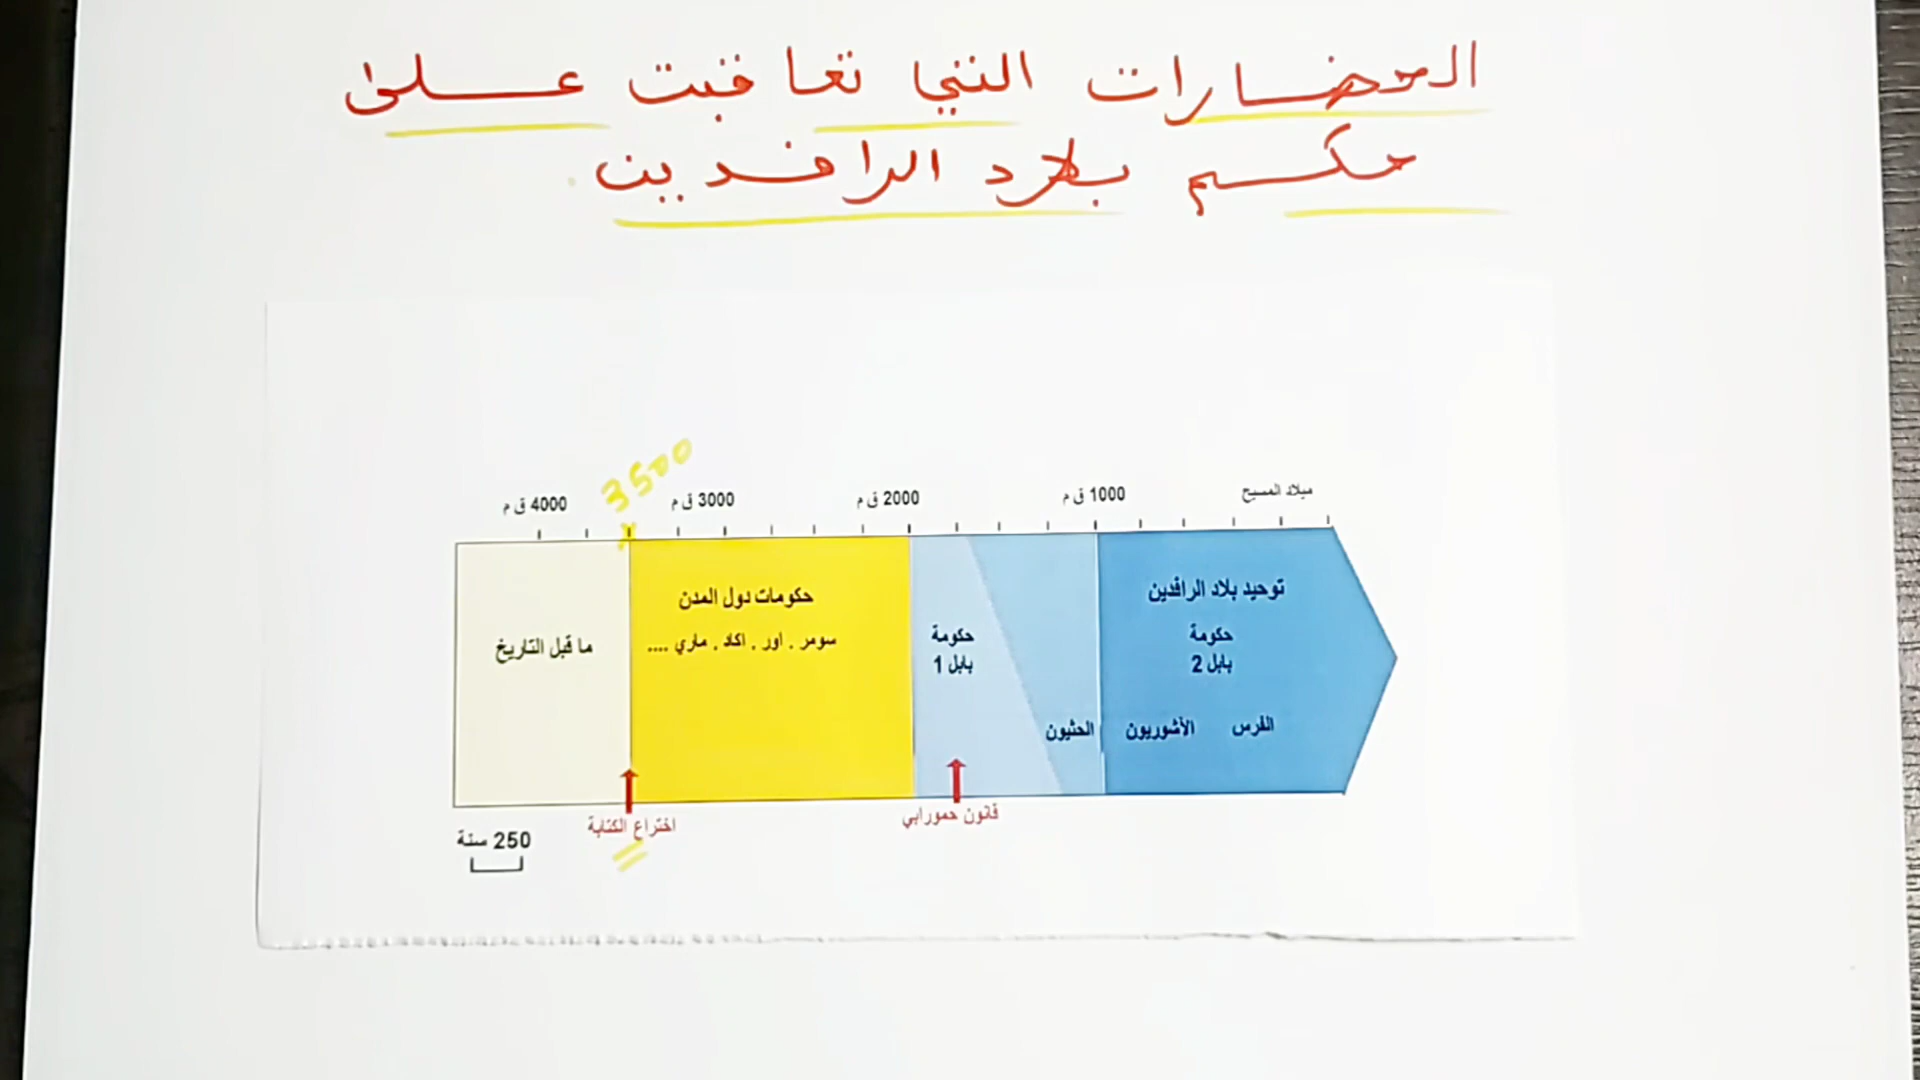 الحضارات التي تعاقبت على
حكم بلاد الرافدين.
3500
4000 ق م
3000 ق م
2000 ق م
1000 ق م
ميلاد المسيح
ما قبل التاريخ
حكومات دول المدن
سومر . اور . اكاد . ماري ....
حكومة
بابل 1
الحثيون
توحيد بلاد الرافدين
حكومة
بابل 2
الآشوريون
الفرس
اختراع الكتابة
قانون حمورابي
250 سنة